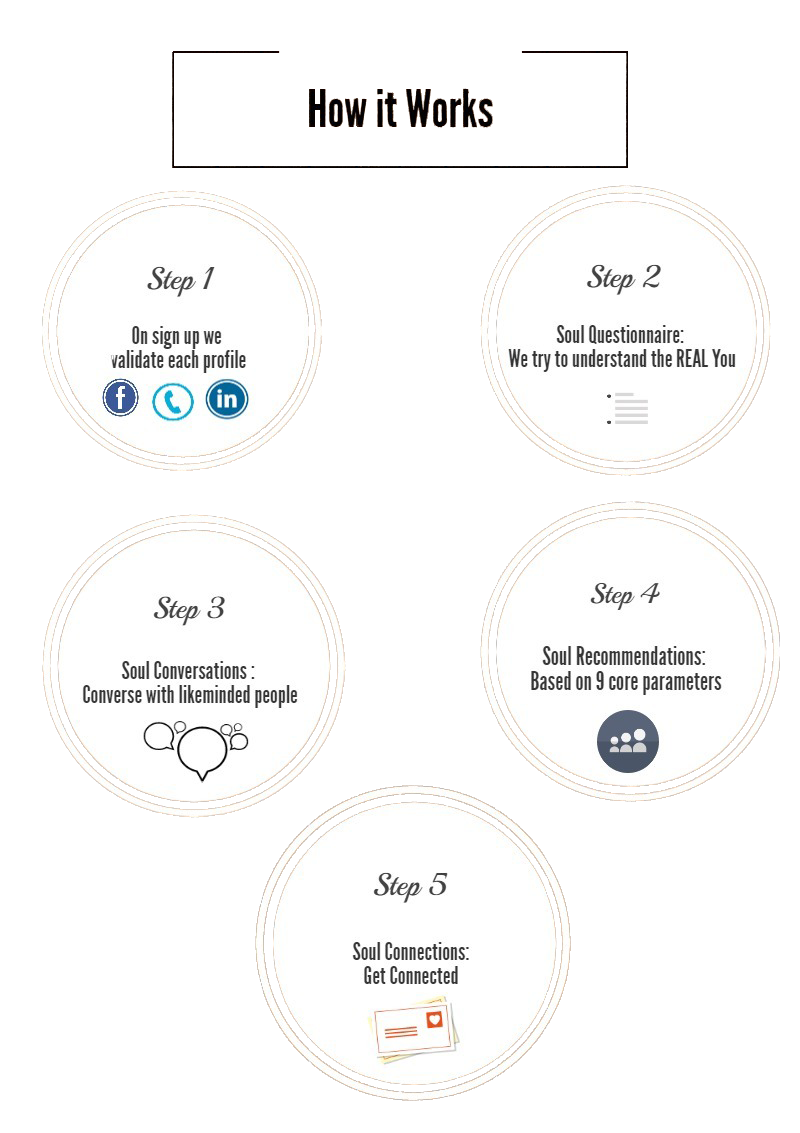 How it Works
Step 1
On sign up we
validate each profile
f
in
Step 2
Soul Questionnaire:
We try to understand the REAL You
Step 3
Soul Conversations :
Converse with likeminded people
Step 4
Soul Recommendations:
Based on 9 core parameters
Step 5
Soul Connections:
Get Connected